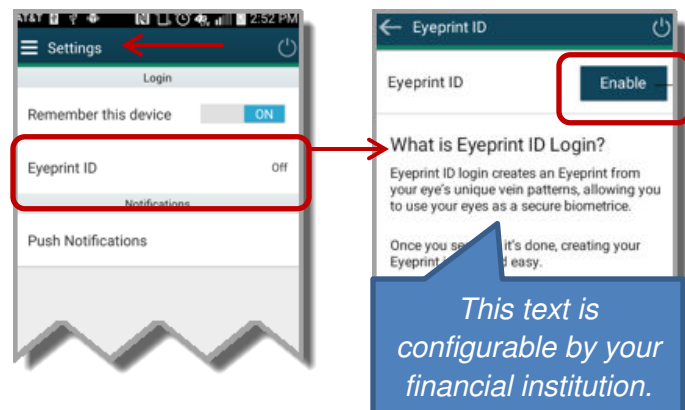 AT&T 2:52 PM
Settings
Login
Remember this device ON
Eyeprint ID Off
Notifications
Push Notifications
Eyeprint ID
Eyeprint ID Enable
What is Eyeprint ID Login?
Eyeprint ID login creates an Eyeprint from
your eye's unique vein patterns, allowing you
to use your eyes as a secure biometrice.
Once you it's done, creating your
Eyeprint easy.
This text is
configurable by your
financial institution.